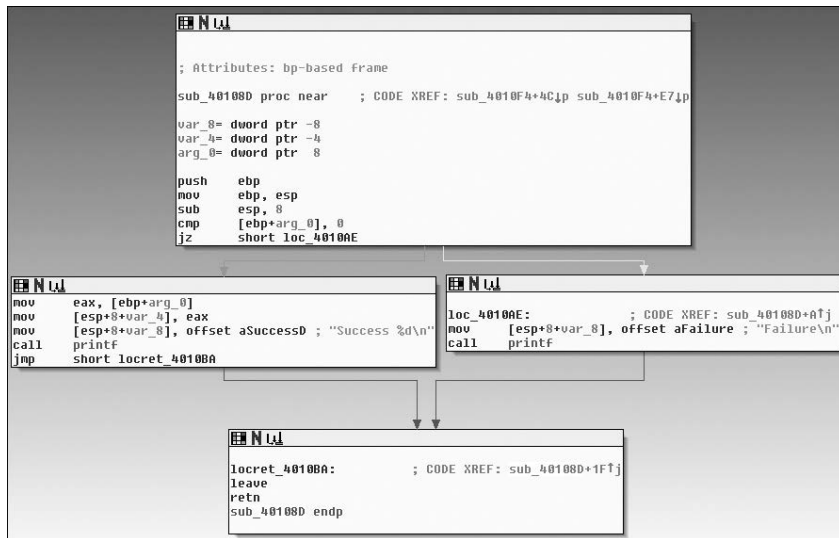 ; Attributes: bp-based frame
sub_40108D proc near    ; CODE XREF: sub_4010F4+4C↓p sub_4010F4+E7↓p
var_8= dword ptr -8
var_4= dword ptr -4
arg_0= dword ptr  8
push    ebp
mov     ebp, esp
sub     esp, 8
cmp     [ebp+arg_0], 0
jz      short loc_4010AE
mov     eax, [ebp+arg_0]
mov     [esp+8+var_4], eax
mov     [esp+8+var_8], offset aSuccessD ; "Success %d\n"
call    printf
jmp     short locret_4010BA
loc_4010AE:             ; CODE XREF: sub_40108D+A↑j
mov     [esp+8+var_8], offset aFailure ; "Failure\n"
call    printf
locret_4010BA:          ; CODE XREF: sub_40108D+1F↑j
leave
retn
sub_40108D endp